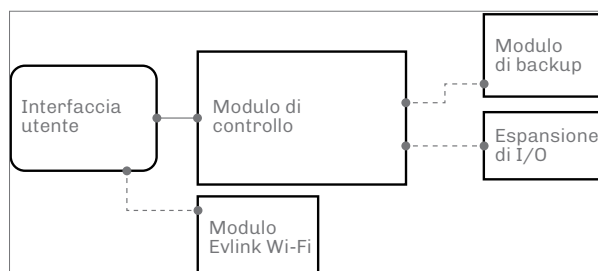 Interfaccia
utente
Modulo di
controllo
Modulo
di backup
Espansione
di I/O
Modulo
Evlink Wi-Fi